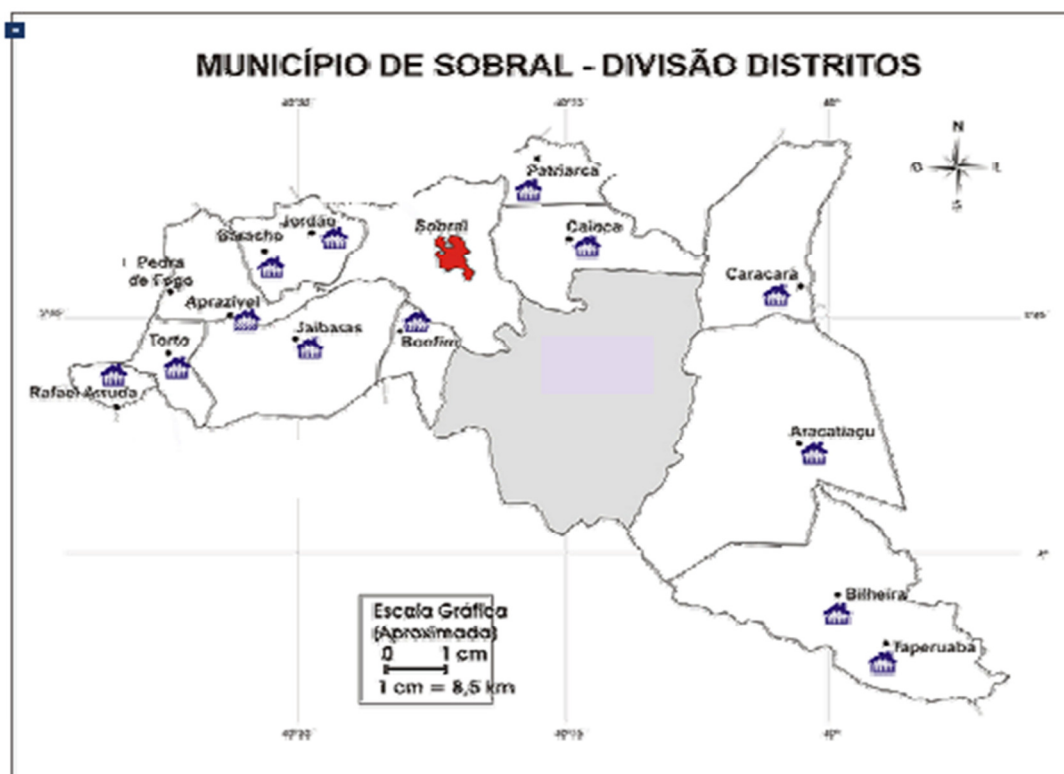 MUNICÍPIO DE SOBRAL - DIVISÃO DISTRITOS
N
Patriarca
Jordão
Sobral
Caioca
Baracho
Pedra
de Fogo
Caracará
Aprazível
Jaibaras
Torto
Bonfim
Rafael Arruda
Aracatiaçu
Bilheira
Taperuaba
Escala Gráfica
(Aproximada)
0 1 cm
1 cm = 8,5 km